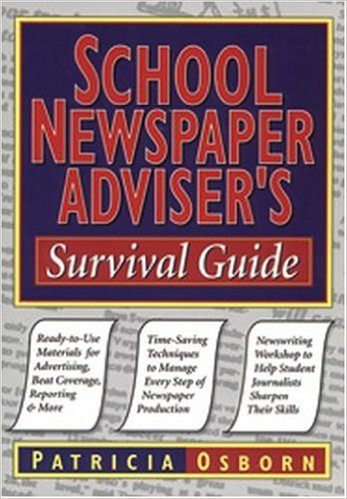 SCHOOL
NEWSPAPER
ADVISER'S
Survival Guide
Ready-to-Use
Materials for
Advertising,
Beat Coverage,
Reporting
& More
Time-Saving
Techniques
to Manage
Every Step of
Newspaper
Production
Newswriting
Workshop to
Help Student
Journalists
Sharpen
Their Skills
PATRICIA OSBORN